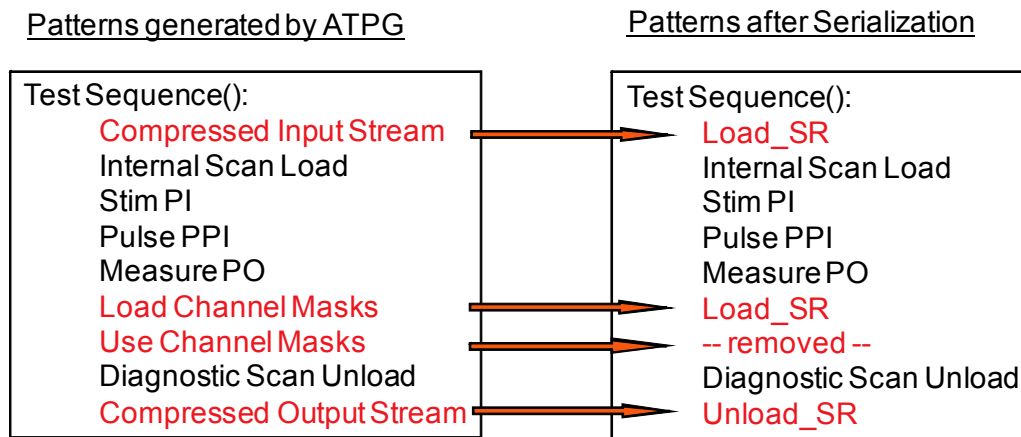 Patterns generated by ATPG
Patterns after Serialization
Test Sequence():
Compressed Input Stream
Internal Scan Load
Stim PI
Pulse PPI
Measure PO
Load Channel Masks
Use Channel Masks
Diagnostic Scan Unload
Compressed Output Stream
Test Sequence():
Load_SR
Internal Scan Load
Stim PI
Pulse PPI
Measure PO
Load_SR
-- removed --
Diagnostic Scan Unload
Unload_SR